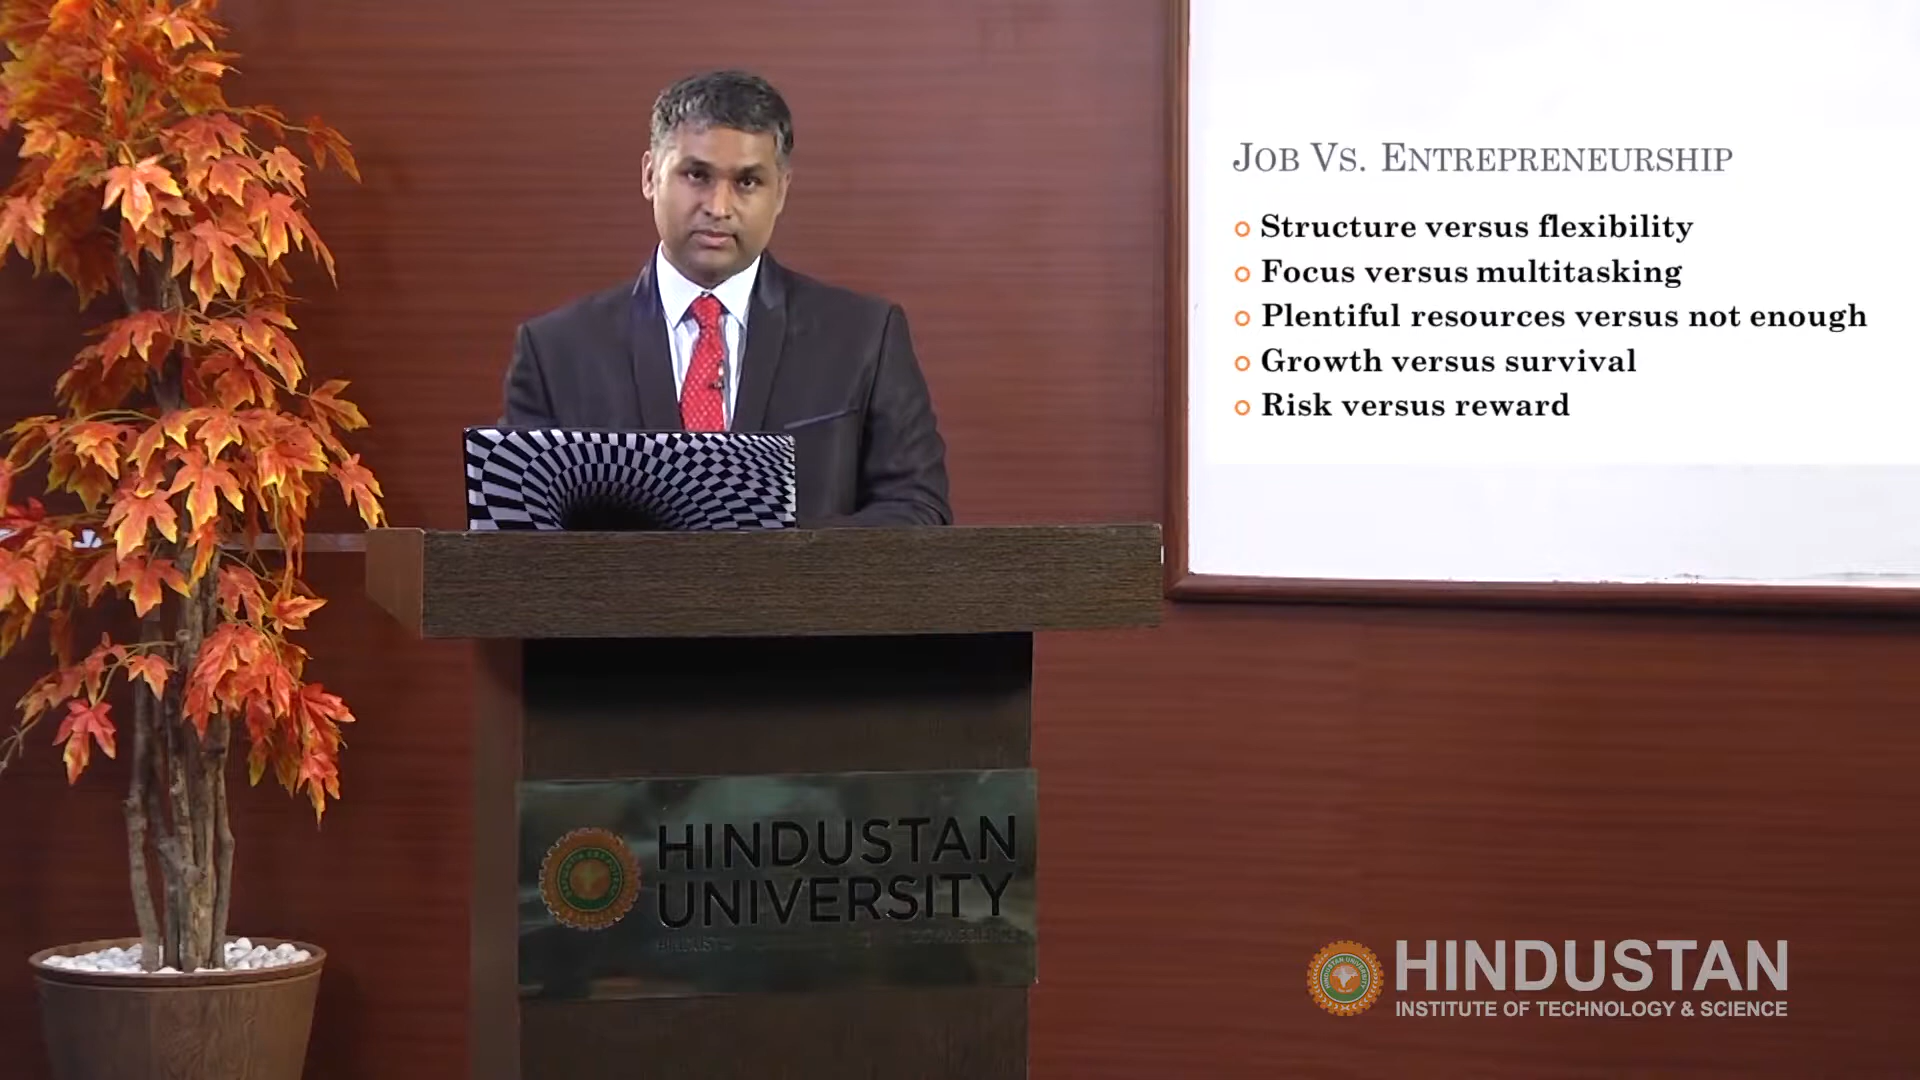 JOB VS. ENTREPRENEURSHIP
Structure versus flexibility
Focus versus multitasking
Plentiful resources versus not enough
Growth versus survival
Risk versus reward
HINDUSTAN
UNIVERSITY
HINDUSTAN
INSTITUTE OF TECHNOLOGY & SCIENCE